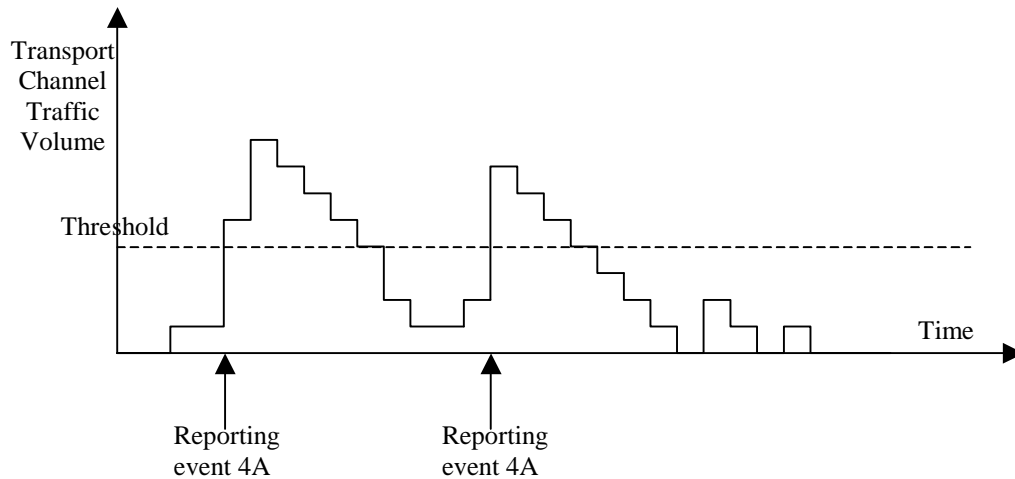 Transport
Channel
Traffic
Volume
Threshold
Time
Reporting
event 4A
Reporting
event 4A